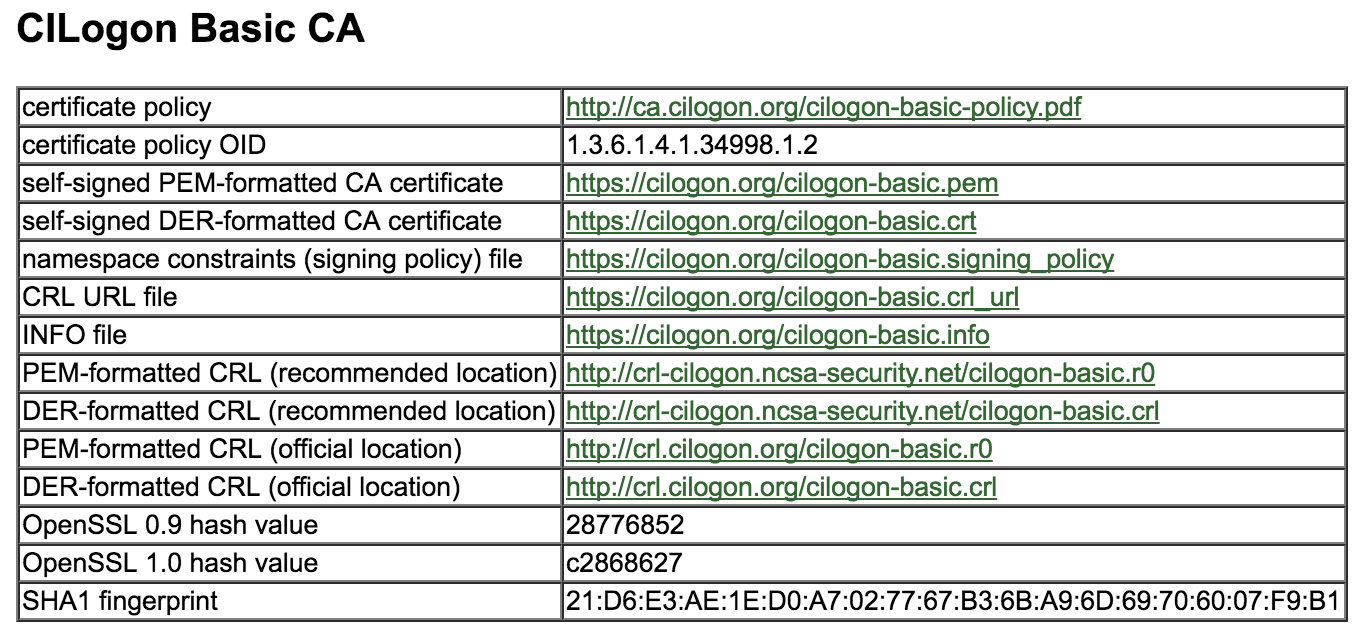 CILogon Basic CA
certificate policy http://ca.cilogon.org/cilogon-basic-policy.pdf
certificate policy OID 1.3.6.1.4.1.34998.1.2
self-signed PEM-formatted CA certificate https://cilogon.org/cilogon-basic.pem
self-signed DER-formatted CA certificate https://cilogon.org/cilogon-basic.crt
namespace constraints (signing policy) file https://cilogon.org/cilogon-basic.signing_policy
CRL URL file https://cilogon.org/cilogon-basic.crl_url
INFO file https://cilogon.org/cilogon-basic.info
PEM-formatted CRL (recommended location) http://crl-cilogon.ncsa-security.net/cilogon-basic.r0
DER-formatted CRL (recommended location) http://crl-cilogon.ncsa-security.net/cilogon-basic.crl
PEM-formatted CRL (official location) http://crl.cilogon.org/cilogon-basic.r0
DER-formatted CRL (official location) http://crl.cilogon.org/cilogon-basic.crl
OpenSSL 0.9 hash value 28776852
OpenSSL 1.0 hash value c2868627
SHA1 fingerprint 21:D6:E3:AE:1E:D0:A7:02:77:67:B3:6B:A9:6D:69:70:60:07:F9:B1